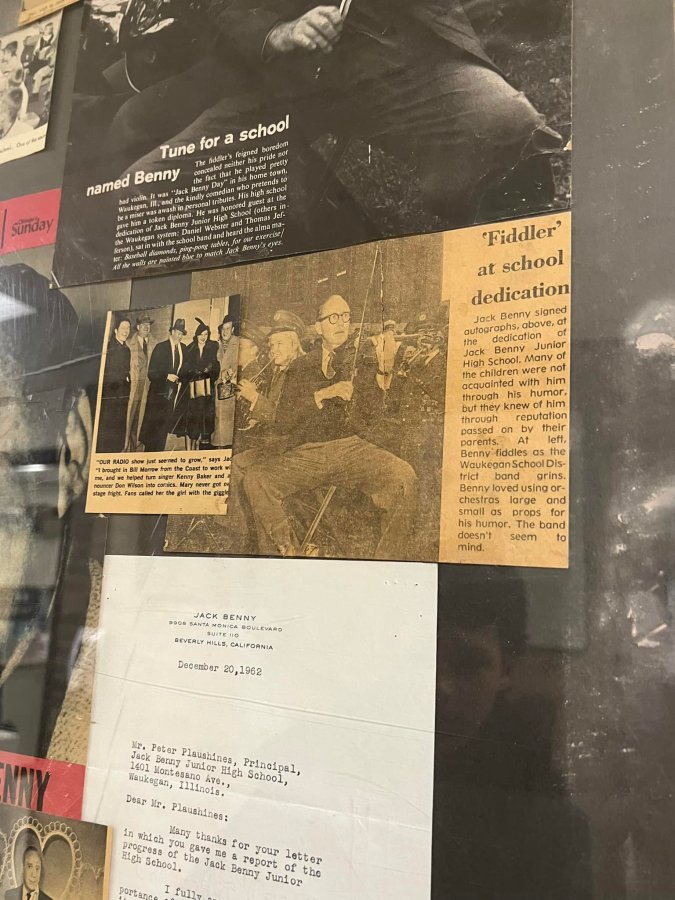 Tune for a school
named Benny
The fiddler's feigned boredom
concealed neither his pride nor
the fact that he played pretty
bad violin. It was "Jack Benny Day" in his home town,
Waukegan, Ill., and the kindly comedian who pretends to
be a miser was awash in personal tributes. His high school
gave him a token diploma. He was honored guest at the
dedication of Jack Benny Junior High School (others in
the Waukegan system: Daniel Webster and Thomas Jef-
ferson), sat in with the school band and heard the alma ma-
ter: Baseball diamonds, ping-pong tables, for our exercise/
All the walls are painted blue to match Jack Benny's eyes.
One of the
Sunday
'Fiddler'
at school
dedication
Jack Benny signed
autographs, above, at
the dedication of
Jack Benny Junior
High School. Many of
the children were not
acquainted with him
through his humor,
but they knew of him
through reputation
passed on by their
parents. At left,
Benny fiddles as the
Waukegan School Dis-
trict band grins.
Benny loved using or-
chestras large and
small as props for
his humor. The band
doesn't seem to
mind.
"OUR RADIO show just seemed to grow," says Jac
"I brought in Bill Morrow from the Coast to work w
me, and we helped turn singer Kenny Baker and a
nouncer Don Wilson into comics. Mary never got ov
stage fright. Fans called her the girl with the giggl
JACK BENNY
9908 SANTA MONICA BOULEVARD
SUITE 110
BEVERLY HILLS, CALIFORNIA
December 20,1962
Mr. Peter Plaushines, Principal,
Jack Benny Junior High School,
1401 Montesano Ave.,
Waukegan, Illinois.
Dear Mr. Plaushines:
Many thanks for your letter
in which you gave me a report of the
progress of the Jack Benny Junior
High School.
I fully
portance
ENNY